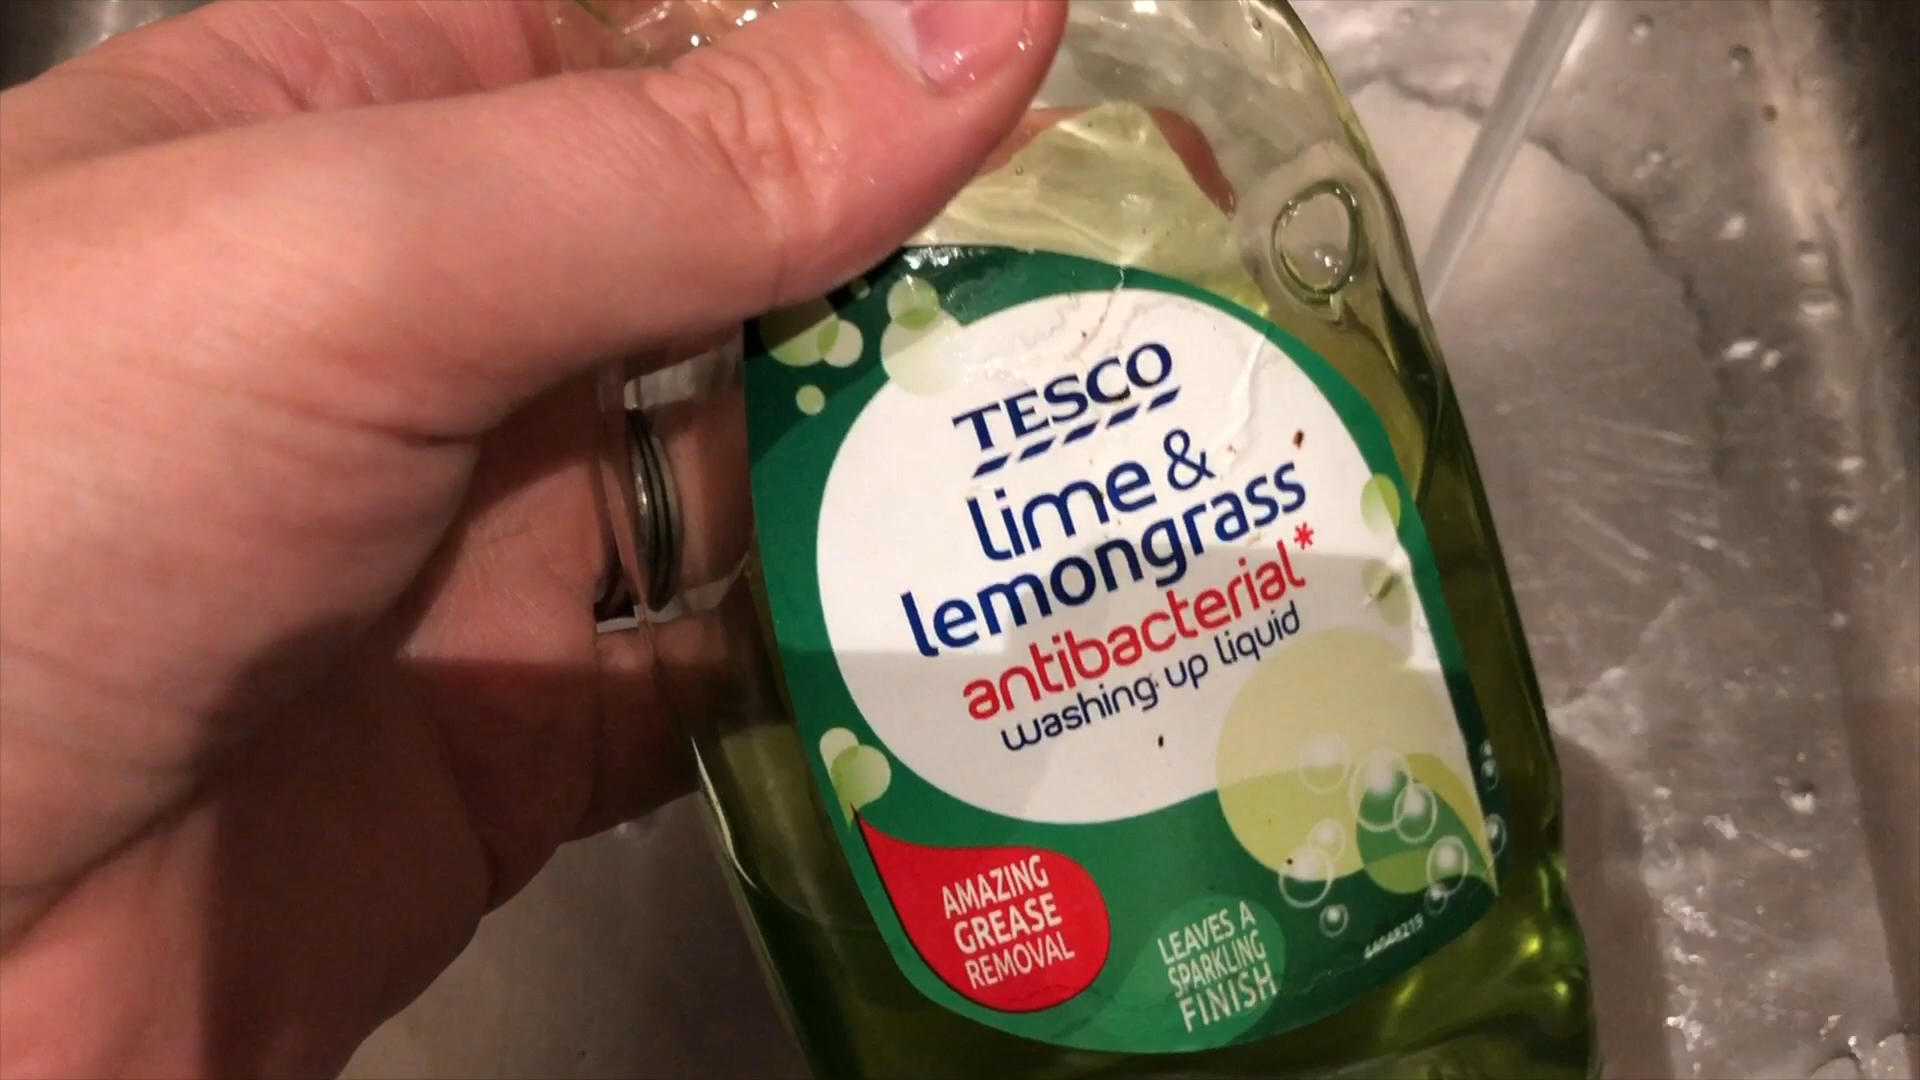 TESCO
lime &
lemongrass
antibacterial*
washing up liquid
AMAZING
GREASE
REMOVAL
LEAVES A
SPARKLING
FINISH